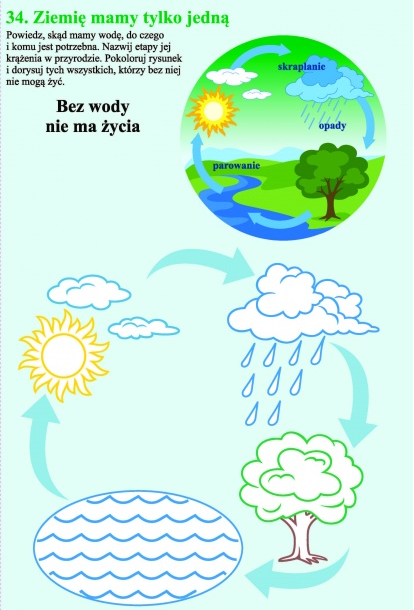 34. Ziemię mamy tylko jedną
Powiedz, skąd mamy wodę, do czego
i komu jest potrzebna. Nazwij etapy jej
krążenia w przyrodzie. Pokoloruj rysunek
i dorysuj tych wszystkich, którzy bez niej
nie mogą żyć.
Bez wody
nie ma życia
skraplanie
opady
parowanie